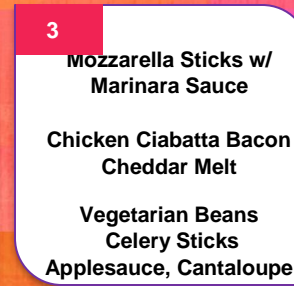 3
Mozzarella Sticks w/
Marinara Sauce
Chicken Ciabatta Bacon
Cheddar Melt
Vegetarian Beans
Celery Sticks
Applesauce, Cantaloupe